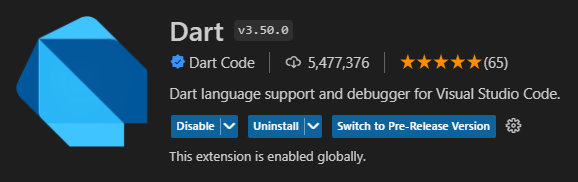 Dart v3.50.0
Dart Code 5,477,376 (65)
Dart language support and debugger for Visual Studio Code.
Disable Uninstall Switch to Pre-Release Version
This extension is enabled globally.